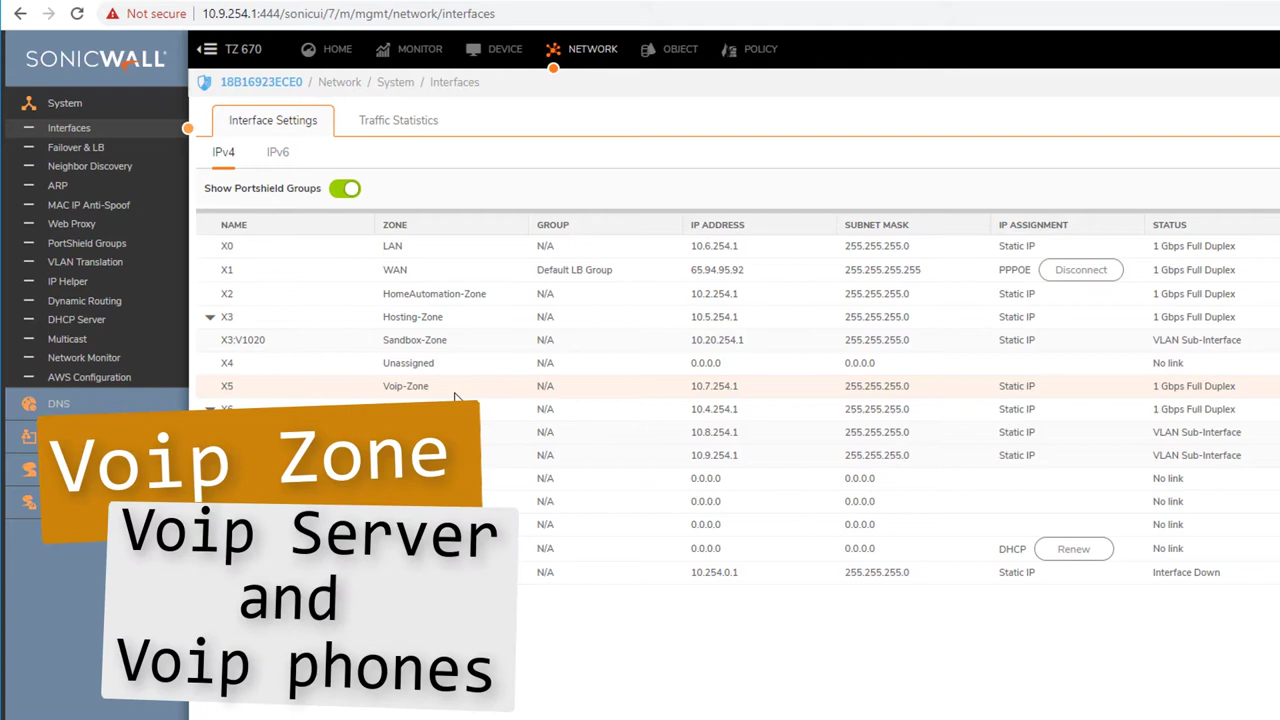 Not secure 10.9.254.1:444/sonicui/7/m/mgmt/network/interfaces
SONICWALL
TZ 670 HOME MONITOR DEVICE NETWORK OBJECT POLICY
18B16923ECE0 / Network / System / Interfaces
System
Interfaces
Failover & LB
Neighbor Discovery
ARP
MAC IP Anti-Spoof
Web Proxy
PortShield Groups
VLAN Translation
IP Helper
Dynamic Routing
DHCP Server
Multicast
Network Monitor
AWS Configuration
DNS
Interface Settings Traffic Statistics
IPv4 IPv6
Show Portshield Groups
NAME ZONE GROUP IP ADDRESS SUBNET MASK IP ASSIGNMENT STATUS
X0 LAN N/A 10.6.254.1 255.255.255.0 Static IP 1 Gbps Full Duplex
X1 WAN Default LB Group 65.94.95.92 255.255.255.255 PPPOE Disconnect 1 Gbps Full Duplex
X2 HomeAutomation-Zone N/A 10.2.254.1 255.255.255.0 Static IP 1 Gbps Full Duplex
X3 Hosting-Zone N/A 10.5.254.1 255.255.255.0 Static IP 1 Gbps Full Duplex
X3:V1020 Sandbox-Zone N/A 10.20.254.1 255.255.255.0 Static IP VLAN Sub-Interface
X4 Unassigned N/A 0.0.0.0 0.0.0.0 No link
X5 Voip-Zone N/A 10.7.254.1 255.255.255.0 Static IP 1 Gbps Full Duplex
N/A 10.4.254.1 255.255.255.0 Static IP 1 Gbps Full Duplex
N/A 10.8.254.1 255.255.255.0 Static IP VLAN Sub-Interface
N/A 10.9.254.1 255.255.255.0 Static IP VLAN Sub-Interface
N/A 0.0.0.0 0.0.0.0 No link
N/A 0.0.0.0 0.0.0.0 No link
N/A 0.0.0.0 0.0.0.0 No link
N/A 0.0.0.0 0.0.0.0 DHCP Renew No link
N/A 10.254.0.1 255.255.255.0 Static IP Interface Down
Voip Zone
Voip Server
and
Voip phones